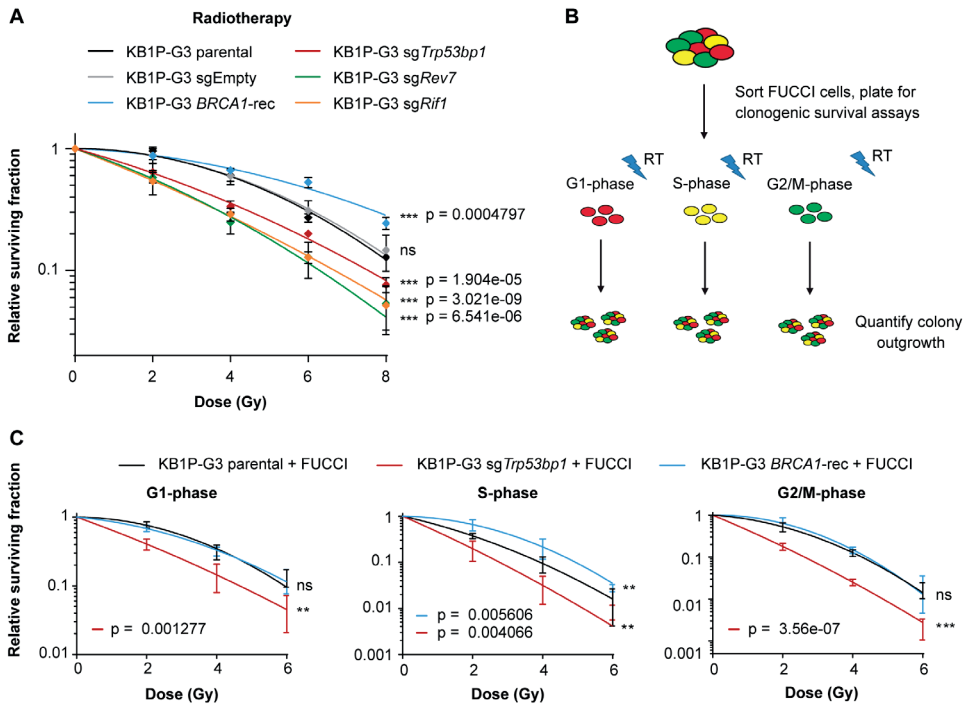 A
Radiotherapy
KB1P-G3 parental
KB1P-G3 sgTrp53bp1
KB1P-G3 sgEmpty
KB1P-G3 sgRev7
KB1P-G3 BRCA1-rec
KB1P-G3 sgRif1
Relative surviving fraction
1
0.1
*** p = 0.0004797
ns
*** p = 1.904e-05
*** p = 3.021e-09
*** p = 6.541e-06
0 2 4 6 8
Dose (Gy)
B
Sort FUCCI cells, plate for
clonogenic survival assays
RT RT RT
G1-phase S-phase G2/M-phase
Quantify colony
outgrowth
C
KB1P-G3 parental + FUCCI
KB1P-G3 sgTrp53bp1 + FUCCI
KB1P-G3 BRCA1-rec + FUCCI
Relative surviving fraction
G1-phase
1
0.1
0.01
ns
**
p = 0.001277
0 2 4 6
Dose (Gy)
S-phase
1
0.1
0.01
0.001
**
**
p = 0.005606
p = 0.004066
0 2 4 6
Dose (Gy)
G2/M-phase
1
0.1
0.01
0.001
ns
***
p = 3.56e-07
0 2 4 6
Dose (Gy)